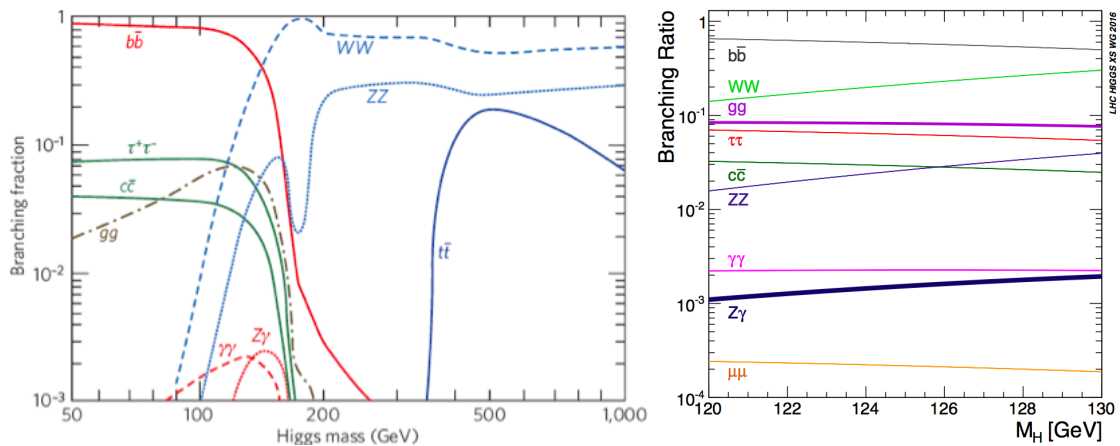 1
10⁻¹
10⁻²
10⁻³
Branching fraction
bb̄
WW
ZZ
τ⁺τ⁻
cc̄
gg
tt̄
γγ
Zγ
50
100
200
500
1,000
Higgs mass (GeV)
Branching Ratio
1
10⁻¹
10⁻²
10⁻³
10⁻⁴
bb̄
WW
gg
ττ
cc̄
ZZ
γγ
Zγ
μμ
120
122
124
126
128
130
M_H [GeV]
LHC HIGGS XS WG 2016